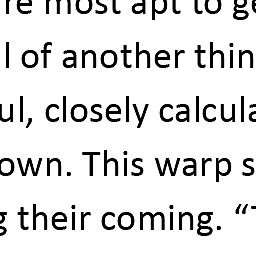 re most apt to ge
l of another thin
ul, closely calcula
own. This warp s
g their coming. “T